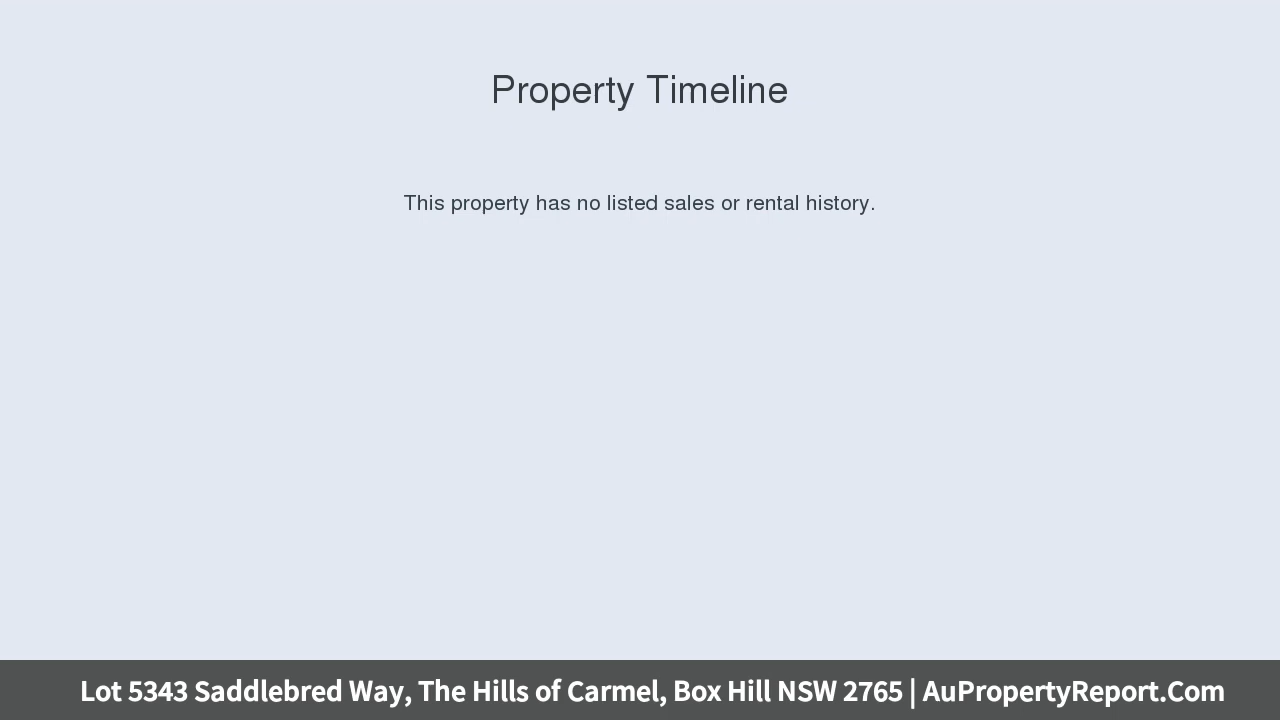 Property Timeline
This property has no listed sales or rental history.
Lot 5343 Saddlebred Way, The Hills of Carmel, Box Hill NSW 2765 | AuPropertyReport.Com